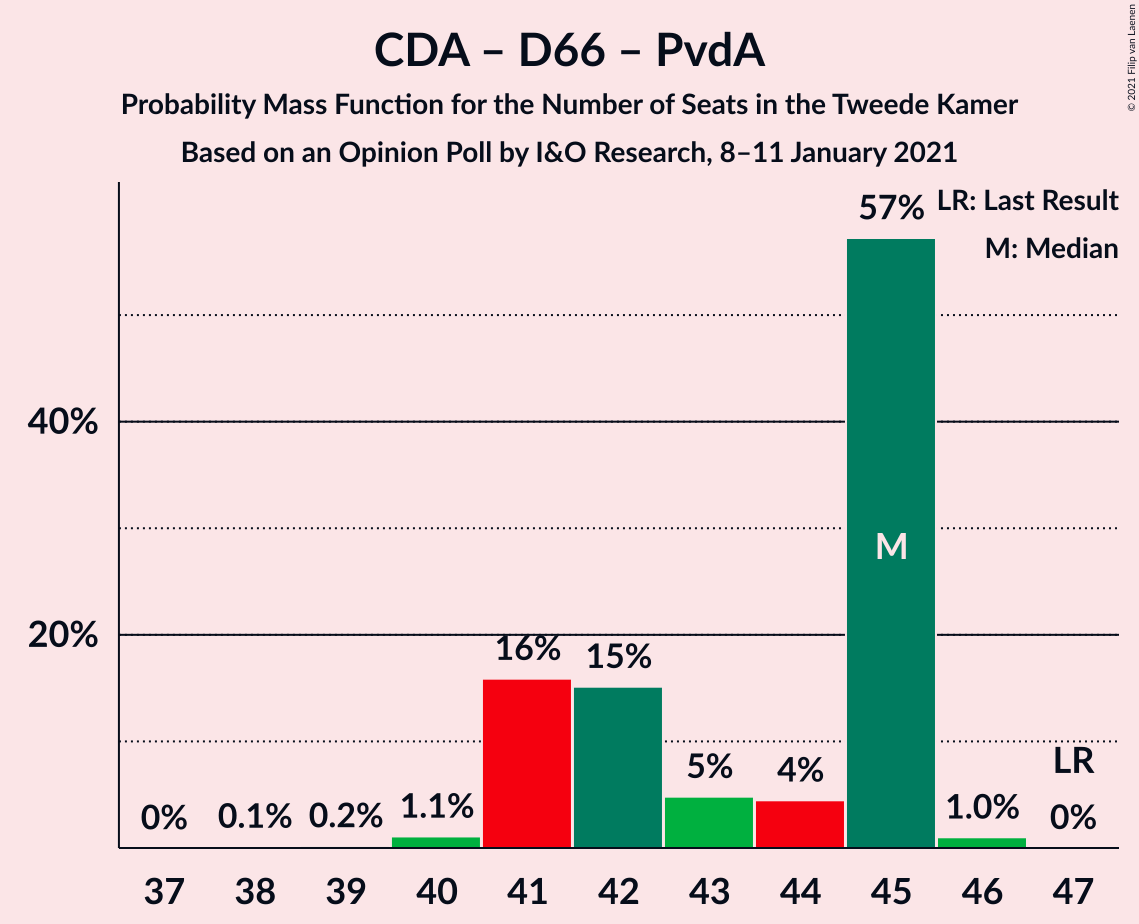 CDA – D66 – PvdA
Probability Mass Function for the Number of Seats in the Tweede Kamer
Based on an Opinion Poll by I&O Research, 8–11 January 2021
© 2021 Filip van Laenen
LR: Last Result
M: Median
40%
20%
0%
0.1%
0.2%
1.1%
16%
15%
5%
4%
57%
M
1.0%
LR
0%
37 38 39 40 41 42 43 44 45 46 47